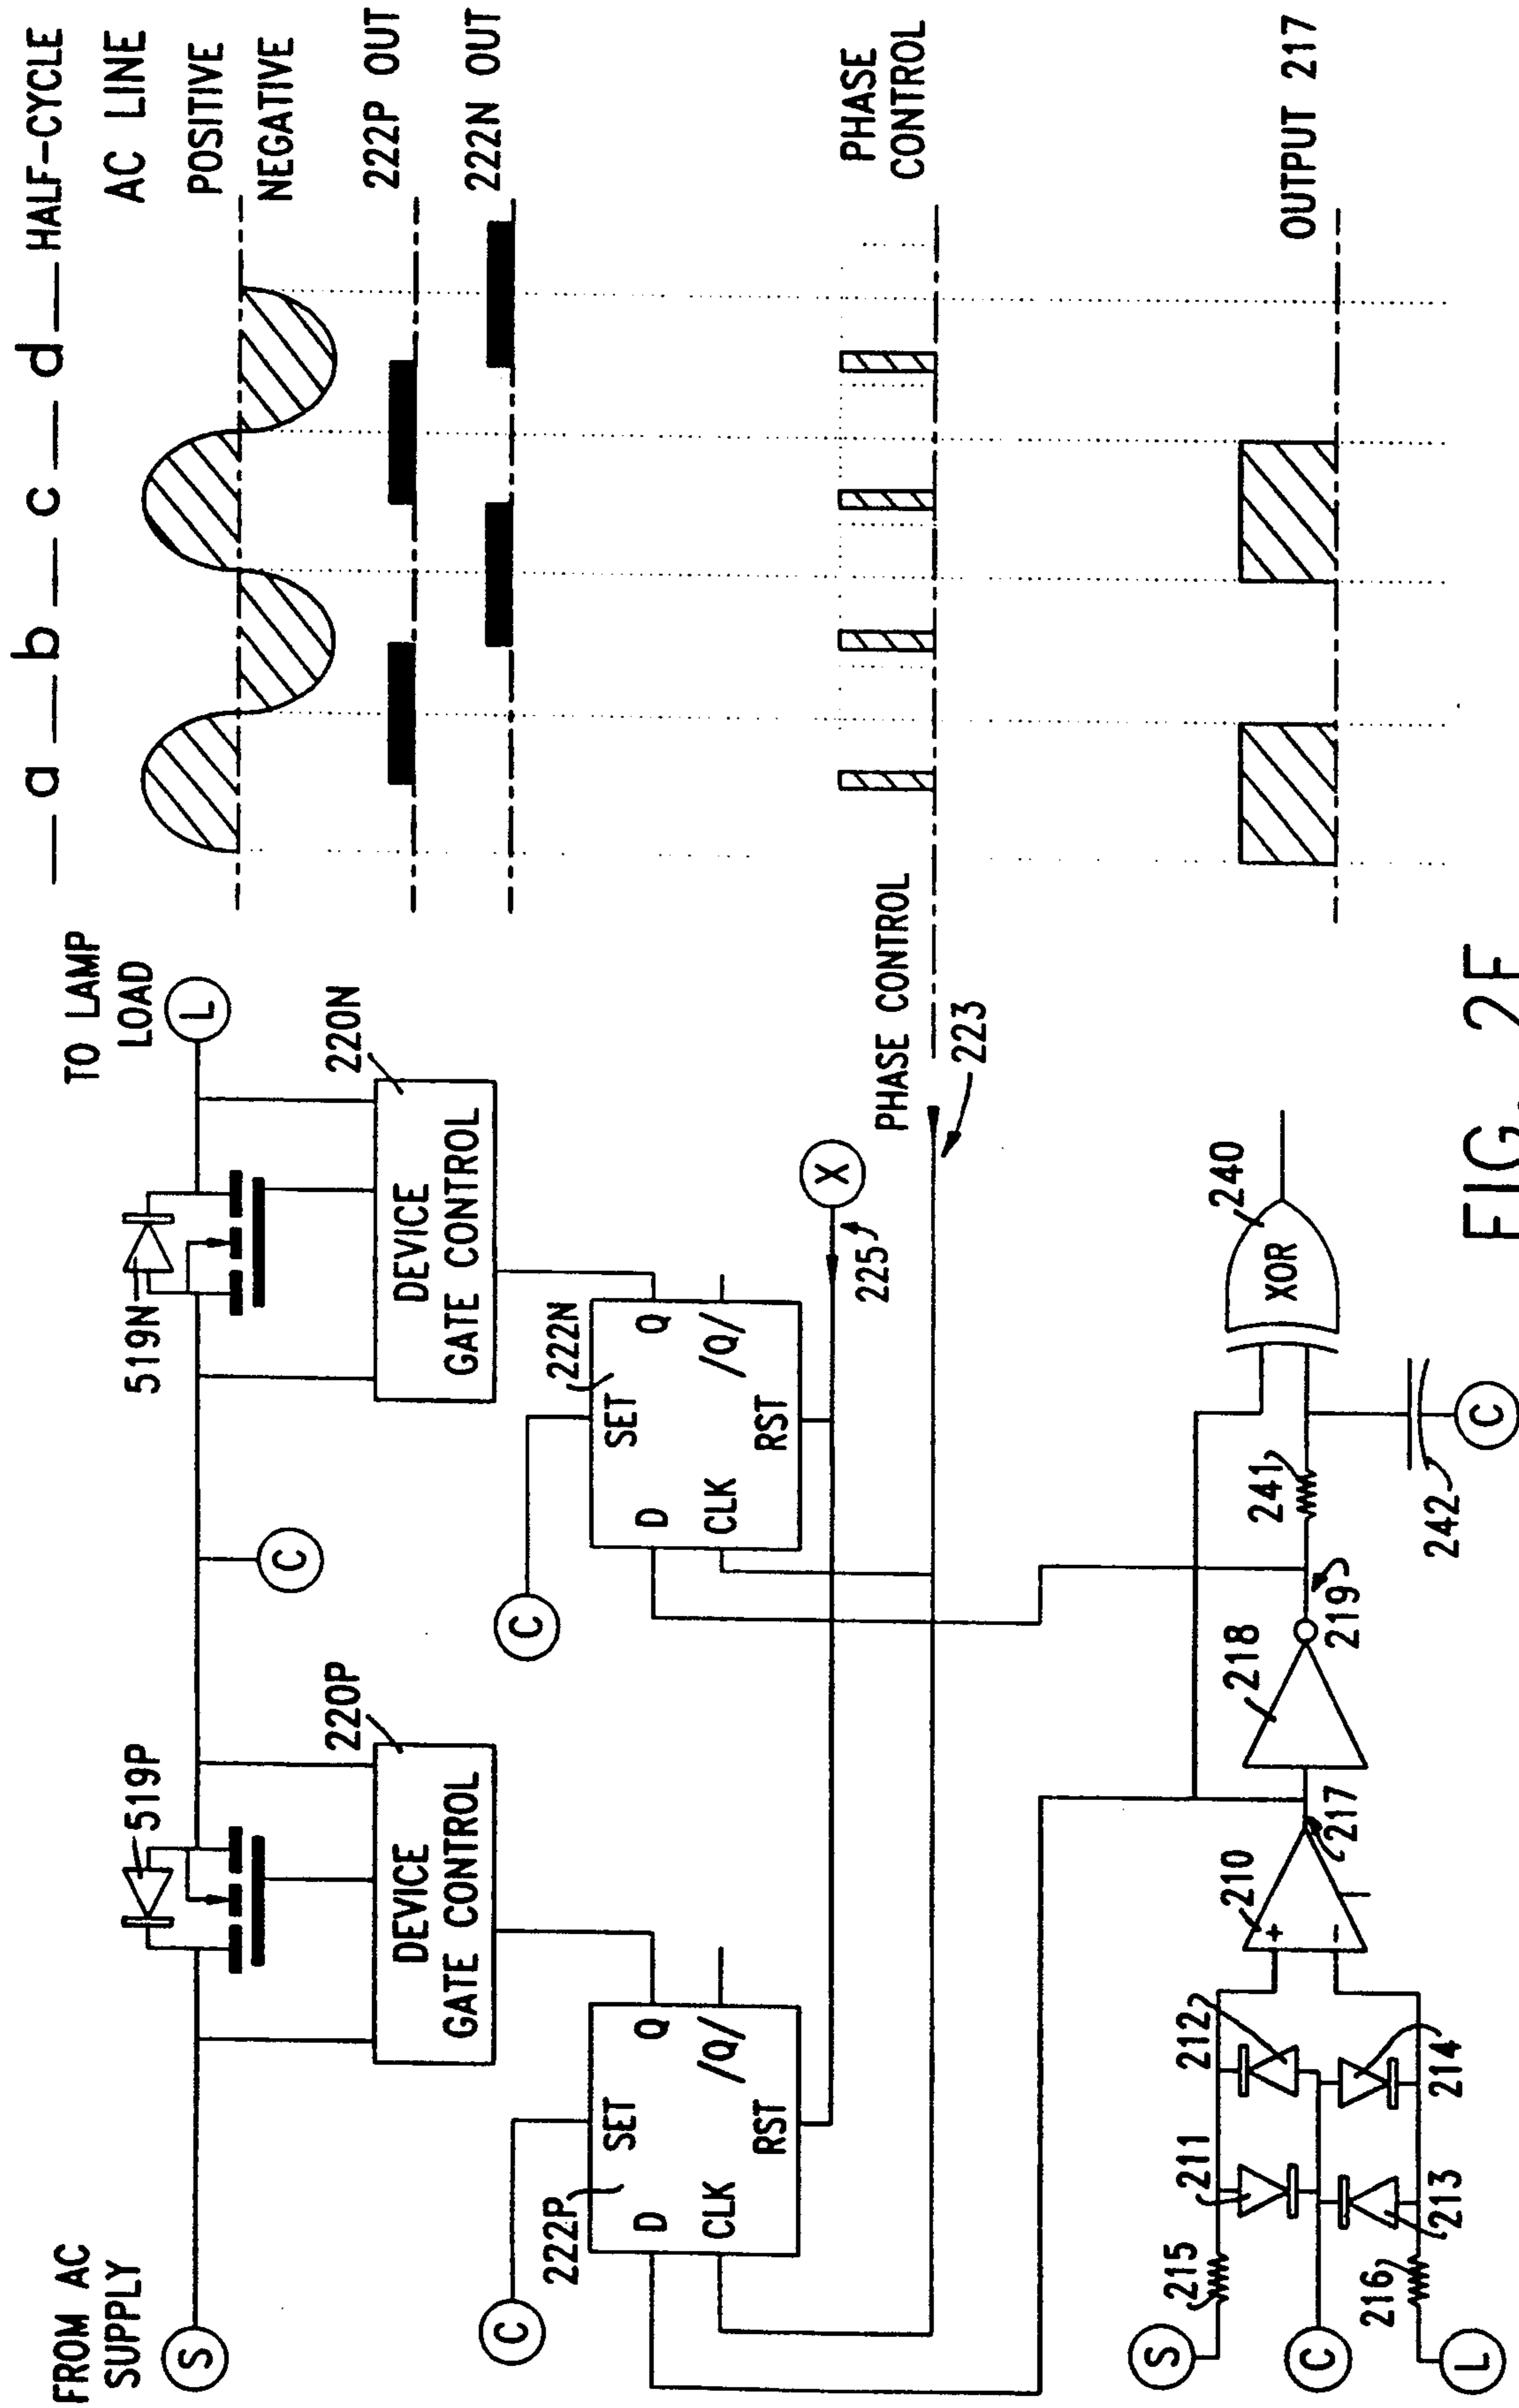 FROM AC
SUPPLY
S
519P
C
519N
TO LAMP
LOAD
L
220P
DEVICE
GATE CONTROL
220N
DEVICE
GATE CONTROL
C
222P
SET
D
Q
CLK
/Q/
RST
C
222N
SET
D
Q
CLK
/Q/
RST
X
225
PHASE CONTROL
223
S
215
211
212
C
216
213
214
L
+
-
210
217
218
219
241
242
C
XOR
240
a b c d HALF-CYCLE
AC LINE
POSITIVE
NEGATIVE
222P OUT
222N OUT
PHASE
CONTROL
OUTPUT 217
FIG. 2F